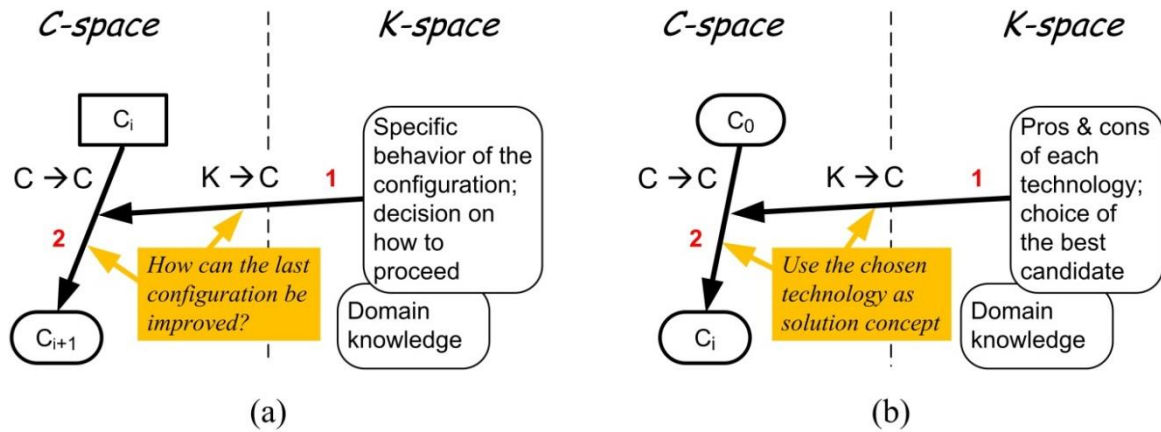 C-space
K-space
C-space
K-space
Cᵢ
Specific
behavior of the
configuration;
decision on
how to
proceed
C → C
K → C
1
2
How can the last
configuration be
improved?
Domain
knowledge
Cᵢ₊₁
(a)
C₀
Pros & cons
of each
technology;
choice of
the best
candidate
C → C
K → C
1
2
Use the chosen
technology as
solution concept
Domain
knowledge
Cᵢ
(b)